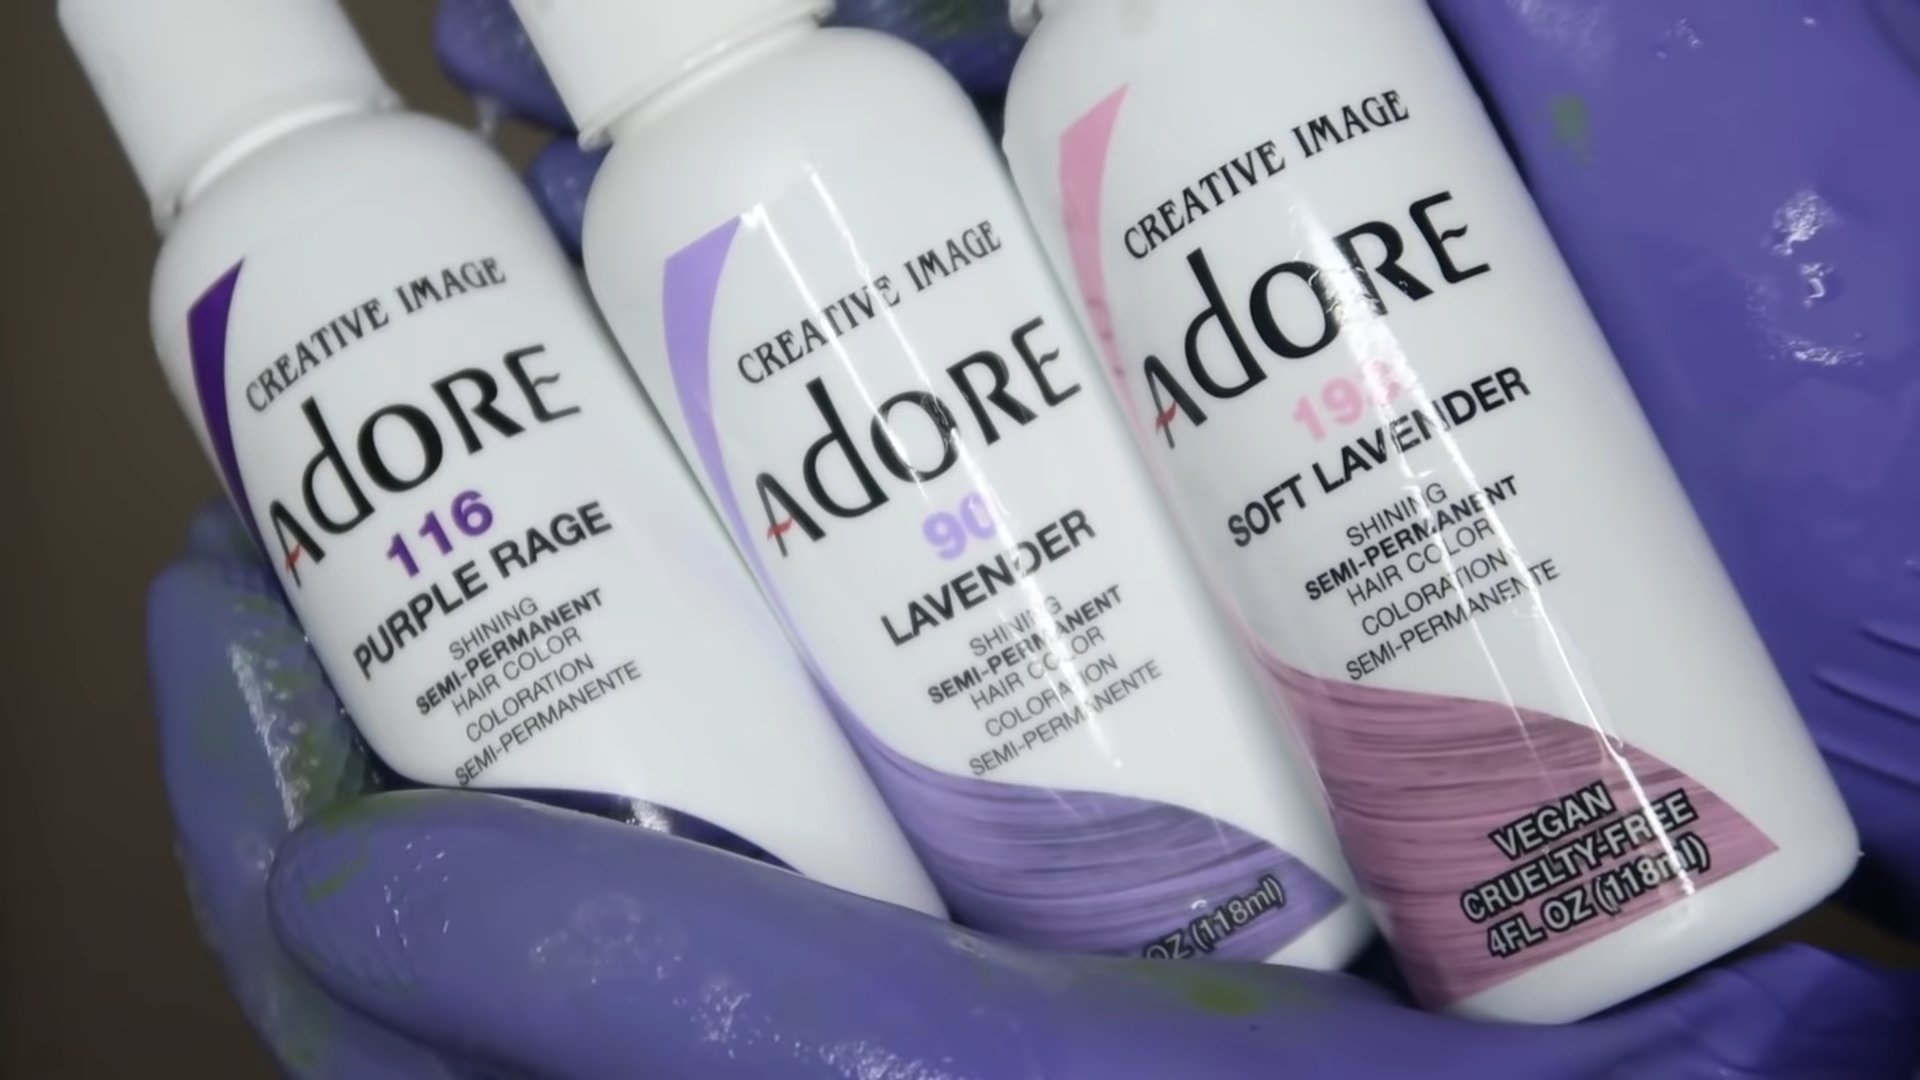 CREATIVE IMAGE
ADORE
116
PURPLE RAGE
SHINING
SEMI-PERMANENT
HAIR COLOR
COLORATION
SEMI-PERMANENTE
CREATIVE IMAGE
ADORE
90
LAVENDER
SHINING
SEMI-PERMANENT
HAIR COLOR
COLORATION
SEMI-PERMANENTE
OZ (118ml)
CREATIVE IMAGE
ADORE
SOFT LAVENDER
SHINING
SEMI-PERMANENT
HAIR COLOR
COLORATION
SEMI-PERMANENTE
VEGAN
CRUELTY-FREE
4FL OZ (118ml)